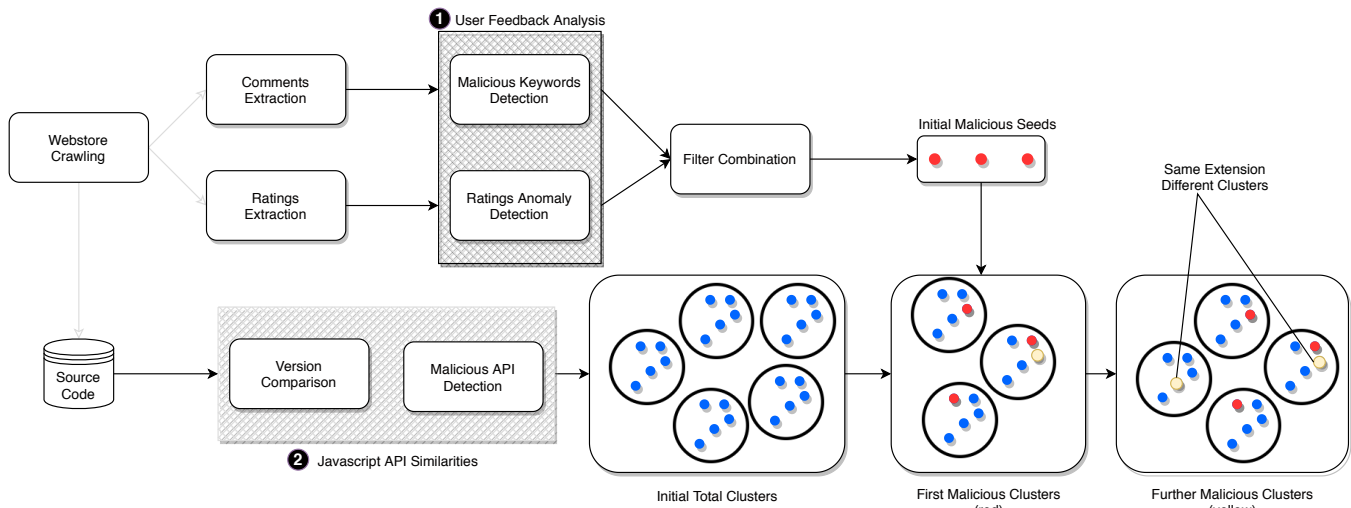 1 User Feedback Analysis
Comments
Extraction
Malicious Keywords
Detection
Webstore
Crawling
Filter Combination
Initial Malicious Seeds
Ratings
Extraction
Ratings Anomaly
Detection
Same Extension
Different Clusters
Source
Code
Version
Comparison
Malicious API
Detection
2 Javascript API Similarities
Initial Total Clusters
First Malicious Clusters
(red)
Further Malicious Clusters
(yellow)